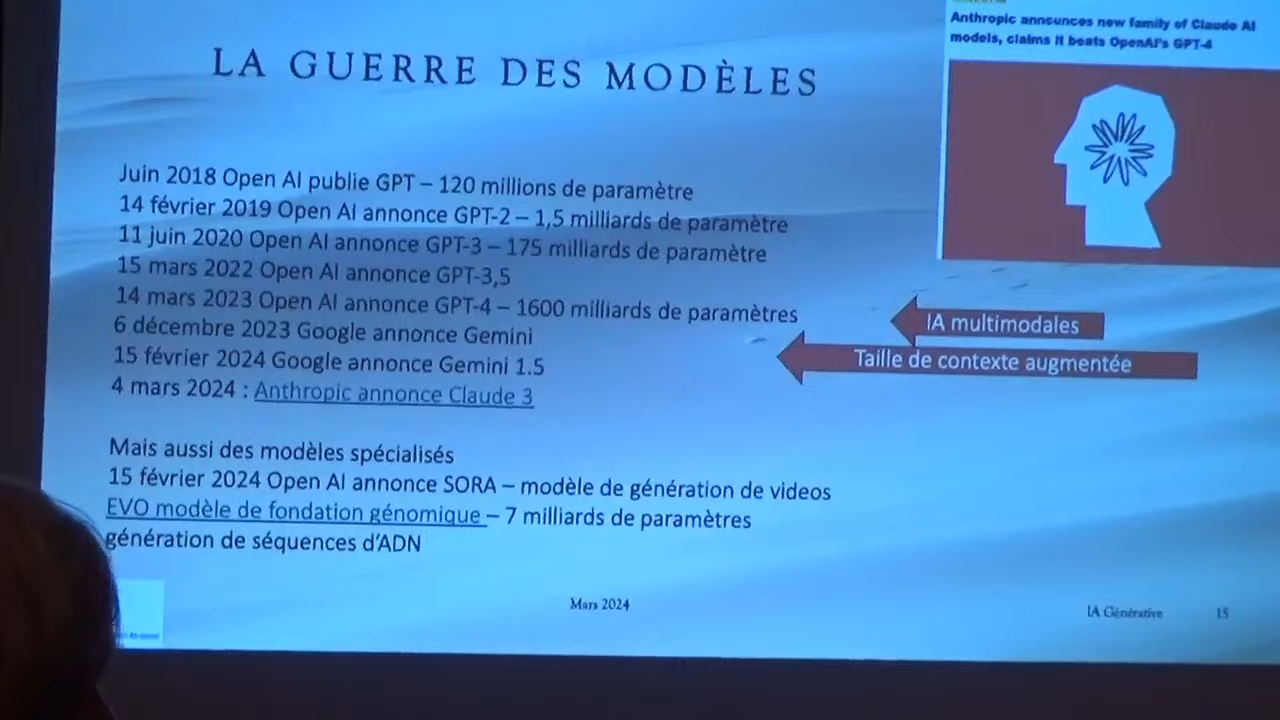 Anthropic announces new family of Claude AI
models, claims it beats OpenAI's GPT-4
LA GUERRE DES MODÈLES
Juin 2018 Open AI publie GPT – 120 millions de paramètre
14 février 2019 Open AI annonce GPT-2 – 1,5 milliards de paramètre
11 juin 2020 Open AI annonce GPT-3 – 175 milliards de paramètre
15 mars 2022 Open AI annonce GPT-3,5
14 mars 2023 Open AI annonce GPT-4 – 1600 milliards de paramètres
6 décembre 2023 Google annonce Gemini
15 février 2024 Google annonce Gemini 1.5
4 mars 2024 : Anthropic annonce Claude 3
IA multimodales
Taille de contexte augmentée
Mais aussi des modèles spécialisés
15 février 2024 Open AI annonce SORA – modèle de génération de videos
EVO modèle de fondation génomique – 7 milliards de paramètres
génération de séquences d'ADN
Mars 2024
IA Générative
15